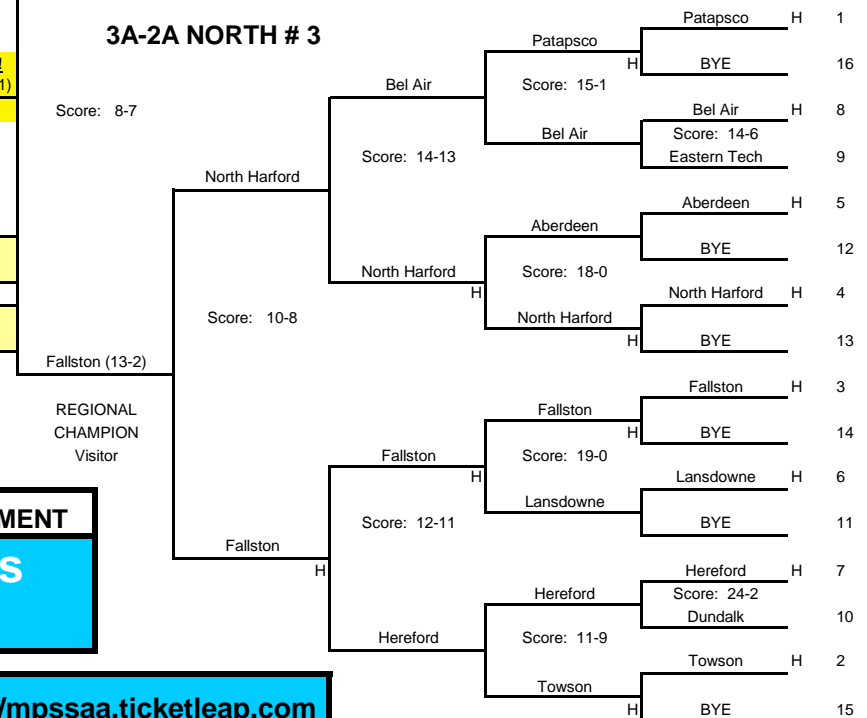 3A-2A NORTH # 3
Patapsco H 1
Patapsco
H BYE 16
Bel Air Score: 15-1
1)
Score: 8-7
Bel Air H 8
Bel Air Score: 14-6
Score: 14-13 Eastern Tech 9
North Harford
Aberdeen H 5
Aberdeen
BYE 12
North Harford Score: 18-0
H North Harford H 4
Score: 10-8 North Harford
H BYE 13
Fallston (13-2)
Fallston H 3
REGIONAL Fallston
CHAMPION H BYE 14
Visitor Fallston Score: 19-0
H Lansdowne H 6
Lansdowne
MENT Score: 12-11 BYE 11
Fallston
S
H Hereford H 7
Hereford Score: 24-2
Dundalk 10
Hereford Score: 11-9
Towson H 2
Towson
/mpssaa.ticketleap.com H BYE 15